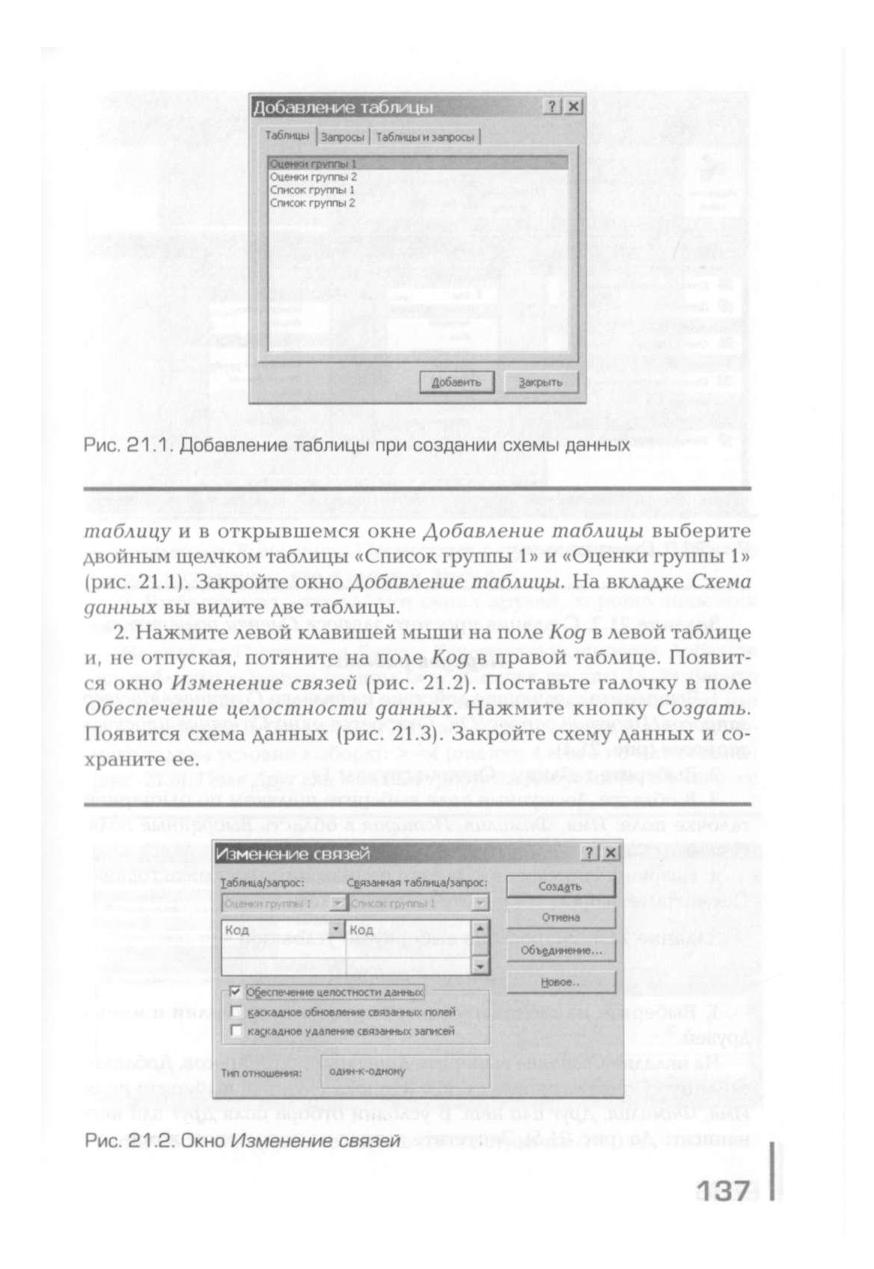 Добавление таблицы
Таблицы Запросы Таблицы и запросы
Оценки группы 1
Оценки группы 2
Список группы 1
Список группы 2
Добавить Закрыть
Рис. 21.1. Добавление таблицы при создании схемы данных
таблицу и в открывшемся окне Добавление таблицы выберите
двойным щелчком таблицы «Список группы 1» и «Оценки группы 1»
(рис. 21.1). Закройте окно Добавление таблицы. На вкладке Схема
данных вы видите две таблицы.
2. Нажмите левой клавишей мыши на поле Код в левой таблице
и, не отпуская, потяните на поле Код в правой таблице. Появит-
ся окно Изменение связей (рис. 21.2). Поставьте галочку в поле
Обеспечение целостности данных. Нажмите кнопку Создать.
Появится схема данных (рис. 21.3). Закройте схему данных и со-
храните ее.
Изменение связей
Таблица/запрос: Связанная таблица/запрос: Создать
Оценки группы 1 Список группы 1
Отмена
Код Код
Объединение...
Новое..
Обеспечение целостности данных
каскадное обновление связанных полей
каскадное удаление связанных записей
Тип отношения: один-к-одному
Рис. 21.2. Окно Изменение связей
137